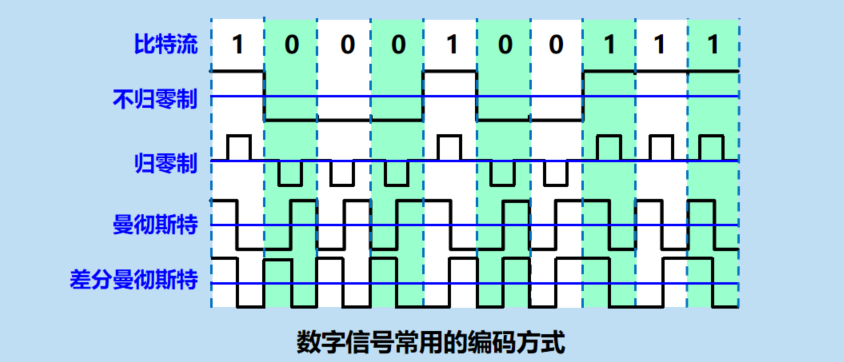 比特流 1 0 0 0 1 0 0 1 1 1
不归零制
归零制
曼彻斯特
差分曼彻斯特
数字信号常用的编码方式